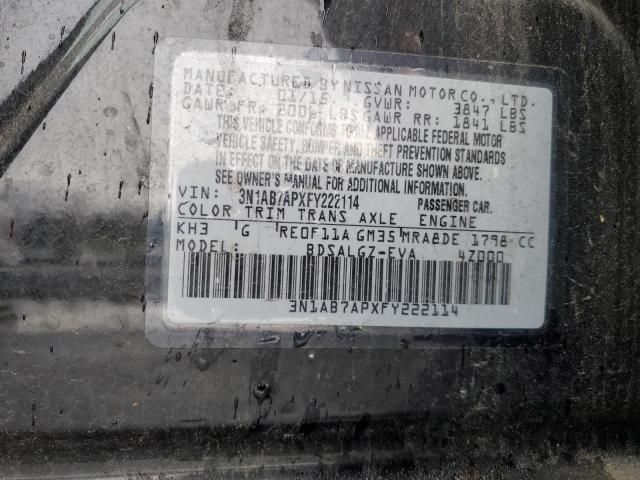 MANUFACTURED BY NISSAN MOTOR CO., LTD.
DATE: 01/15 GVWR: 3847 LBS
GAWR FR: 2006 LBS GAWR RR: 1841 LBS
THIS VEHICLE CONFORMS TO ALL APPLICABLE FEDERAL MOTOR
VEHICLE SAFETY, BUMPER, AND THEFT PREVENTION STANDARDS
IN EFFECT ON THE DATE OF MANUFACTURE SHOWN ABOVE.
SEE OWNER'S MANUAL FOR ADDITIONAL INFORMATION.
VIN: 3N1AB7APXFY222114 PASSENGER CAR.
COLOR TRIM TRANS AXLE ENGINE
KH3 G RE0F11A GM35 MRA8DE 1798 CC
MODEL: BDSALGZ-EVA 4Z000
3N1AB7APXFY222114